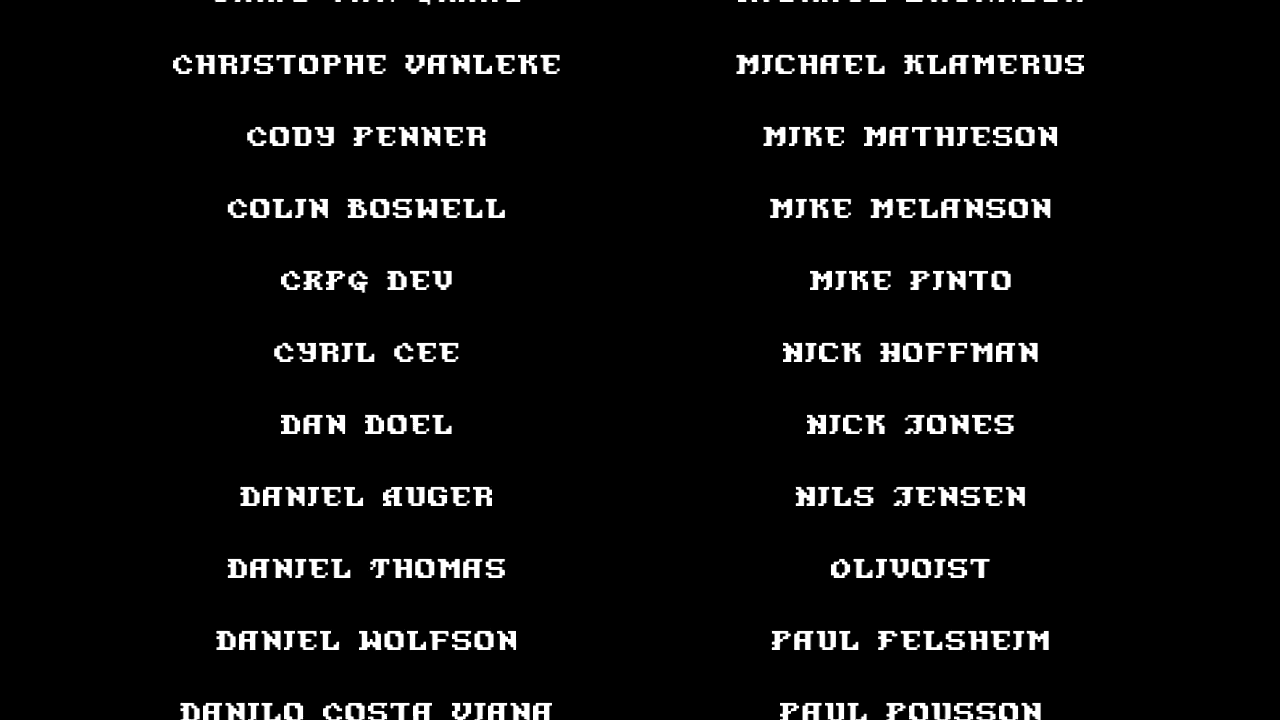 CHRISTOPHE VANLEKE
MICHAEL KLAMERUS
CODY PENNER
MIKE MATHIESON
COLIN BOSWELL
MIKE MELANSON
CRPG DEV
MIKE PINTO
CYRIL CEE
NICK HOFFMAN
DAN DOEL
NICK JONES
DANIEL AUGER
NILS JENSEN
DANIEL THOMAS
OLIVOIST
DANIEL WOLFSON
PAUL FELSHEIM
DANILO COSTA VIANA
PAUL POUSSON